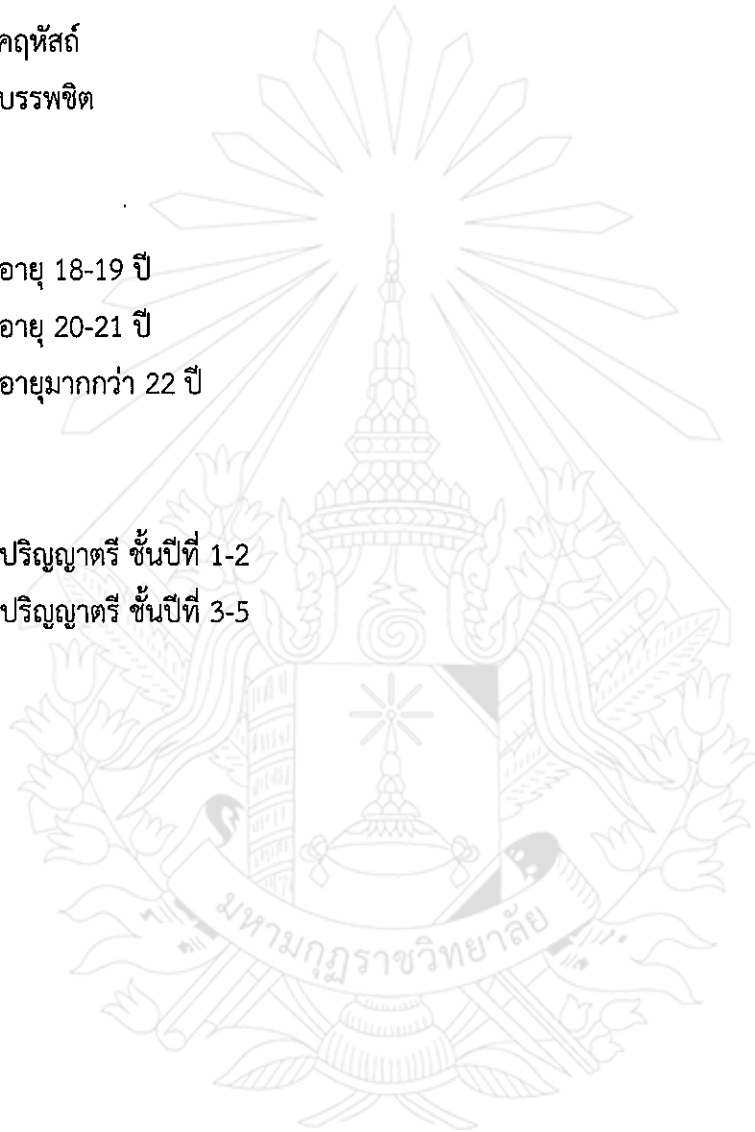 คฤหัสถ์
บรรพชิต
อายุ 18-19 ปี
อายุ 20-21 ปี
อายุมากกว่า 22 ปี
ปริญญาตรี ชั้นปีที่ 1-2
ปริญญาตรี ชั้นปีที่ 3-5
มหามกุฏราชวิทยาลัย